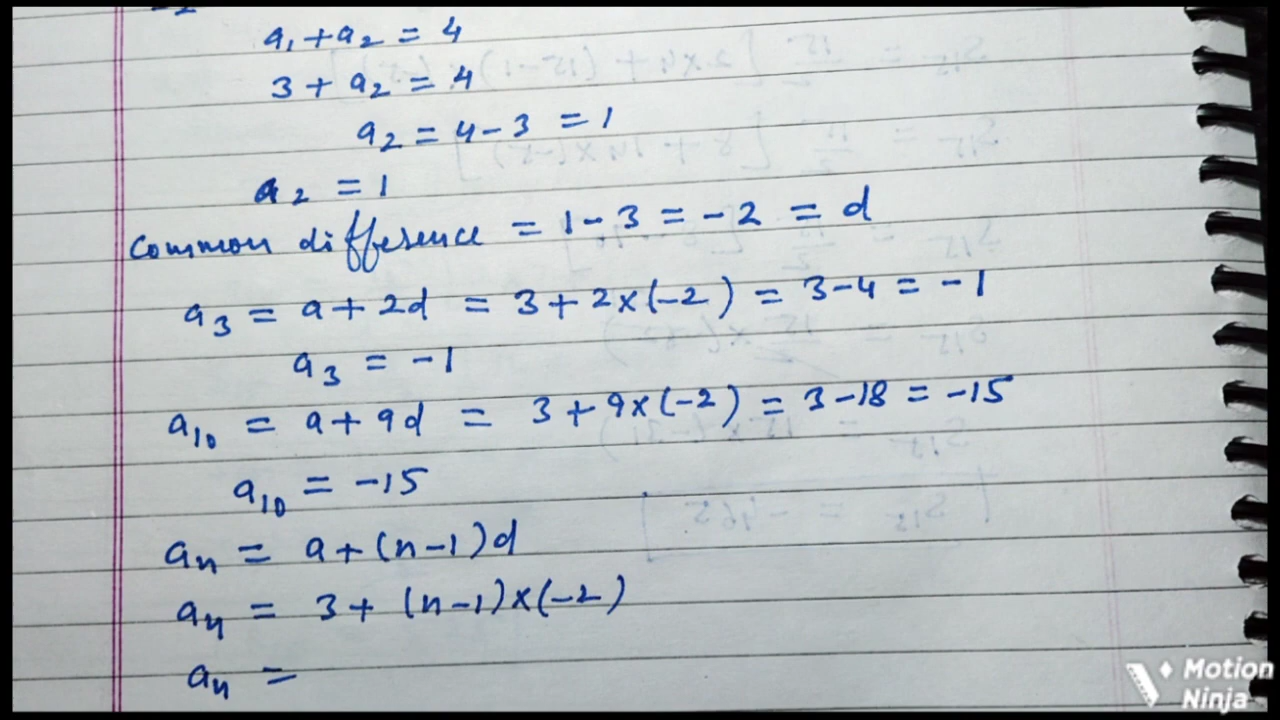 a₁ + a₂ = 4
3 + a₂ = 4
a₂ = 4 - 3 = 1
a₂ = 1
Common difference = 1 - 3 = -2 = d
a₃ = a + 2d = 3 + 2×(-2) = 3 - 4 = -1
a₃ = -1
a₁₀ = a + 9d = 3 + 9×(-2) = 3 - 18 = -15
a₁₀ = -15
aₙ = a + (n-1)d
aₙ = 3 + (n-1)×(-2)
aₙ =
Motion
Ninja